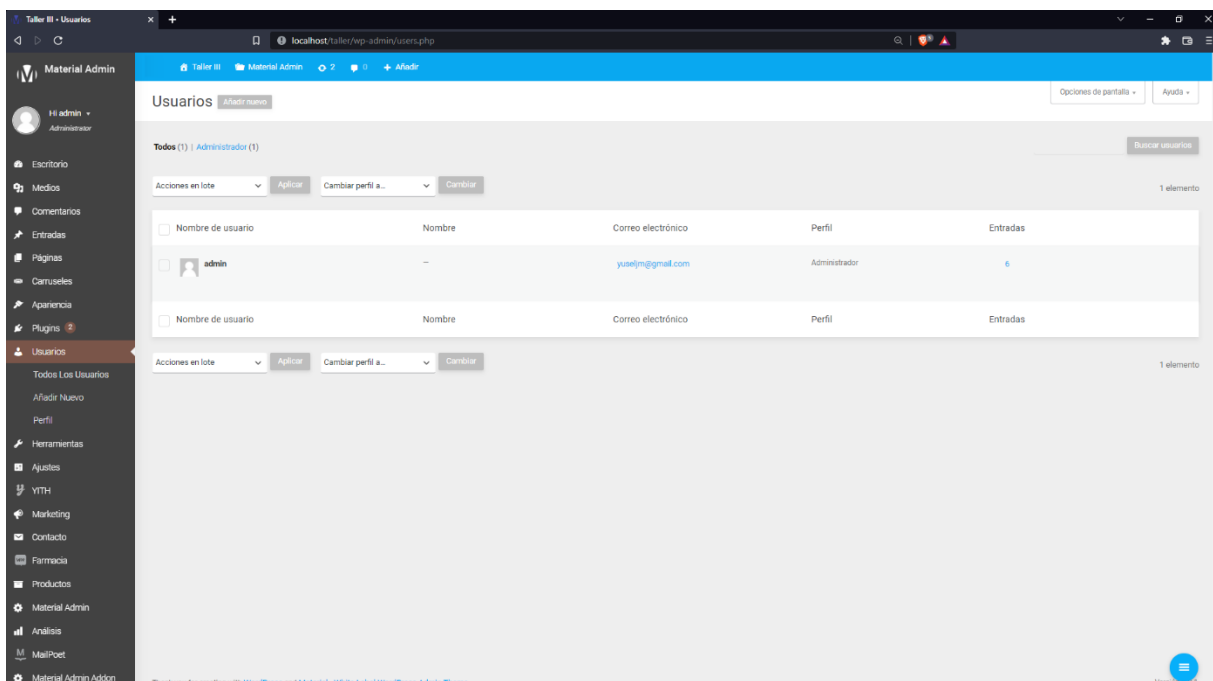 Taller III ‹ Usuarios
localhost/taller/wp-admin/users.php
Material Admin
Taller III Material Admin 2 0 + Añadir
Hi admin
Administrator
Usuarios Añadir nuevo
Opciones de pantalla Ayuda
Todos (1) | Administrador (1)
Buscar usuarios
Acciones en lote Aplicar Cambiar perfil a... Cambiar
1 elemento
Nombre de usuario Nombre Correo electrónico Perfil Entradas
admin — yuseljm@gmail.com Administrador 6
Nombre de usuario Nombre Correo electrónico Perfil Entradas
Acciones en lote Aplicar Cambiar perfil a... Cambiar
1 elemento
Escritorio
Medios
Comentarios
Entradas
Páginas
Carruseles
Apariencia
Plugins 2
Usuarios
Todos Los Usuarios
Añadir Nuevo
Perfil
Herramientas
Ajustes
YITH
Marketing
Contacto
Farmacia
Productos
Material Admin
Análisis
MailPoet
Material Admin Addon